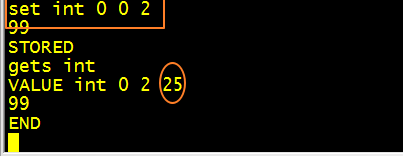 set int 0 0 2
99
STORED
gets int
VALUE int 0 2 25
99
END